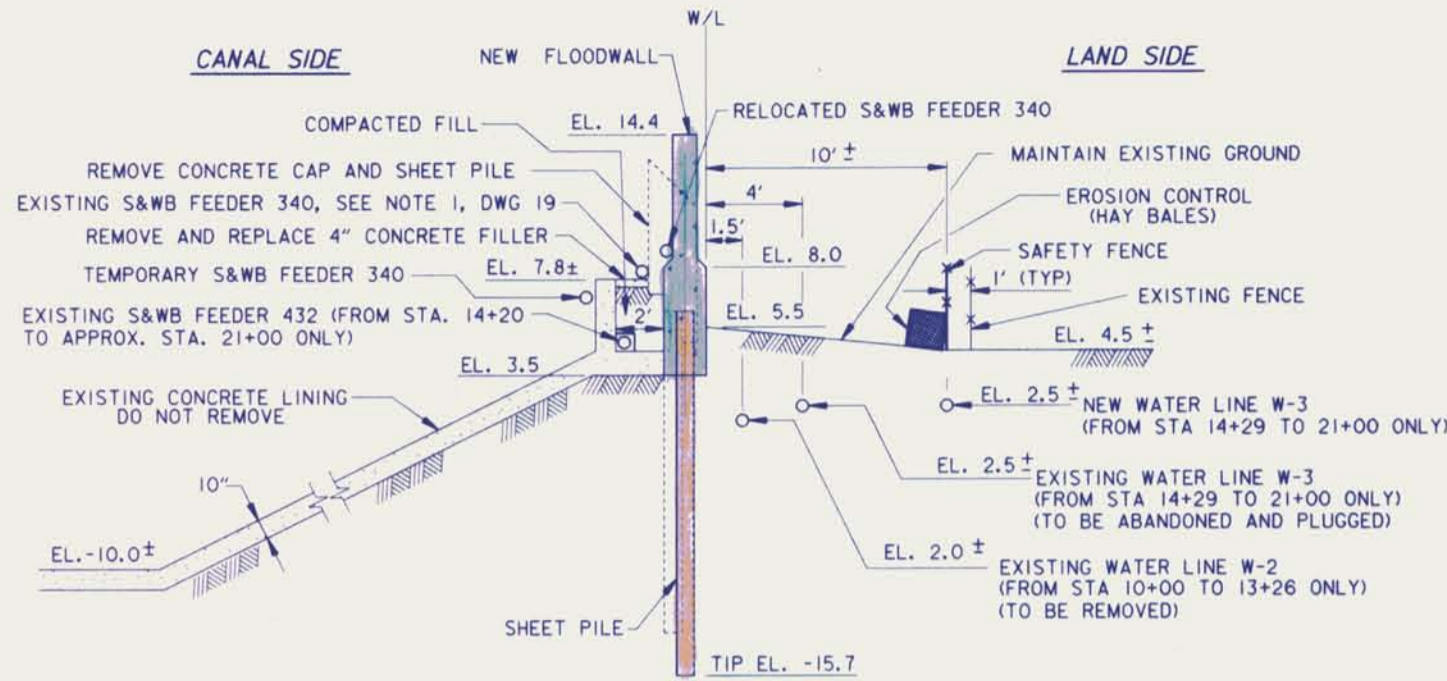 W/L
CANAL SIDE
NEW FLOODWALL
LAND SIDE
RELOCATED S&WB FEEDER 340
COMPACTED FILL
EL. 14.4
10' ±
MAINTAIN EXISTING GROUND
REMOVE CONCRETE CAP AND SHEET PILE
4'
EROSION CONTROL
(HAY BALES)
EXISTING S&WB FEEDER 340, SEE NOTE 1, DWG 19
1.5'
REMOVE AND REPLACE 4" CONCRETE FILLER
EL. 8.0
SAFETY FENCE
TEMPORARY S&WB FEEDER 340
EL. 7.8±
1' (TYP)
EXISTING FENCE
EXISTING S&WB FEEDER 432 (FROM STA. 14+20
TO APPROX. STA. 21+00 ONLY)
2'
EL. 5.5
EL. 4.5 ±
EL. 3.5
EXISTING CONCRETE LINING
DO NOT REMOVE
EL. 2.5 ±
NEW WATER LINE W-3
(FROM STA 14+29 TO 21+00 ONLY)
EL. 2.5 ±
EXISTING WATER LINE W-3
(FROM STA 14+29 TO 21+00 ONLY)
(TO BE ABANDONED AND PLUGGED)
10"
EL.-10.0±
EL. 2.0 ±
EXISTING WATER LINE W-2
(FROM STA 10+00 TO 13+26 ONLY)
(TO BE REMOVED)
SHEET PILE
TIP EL. -15.7